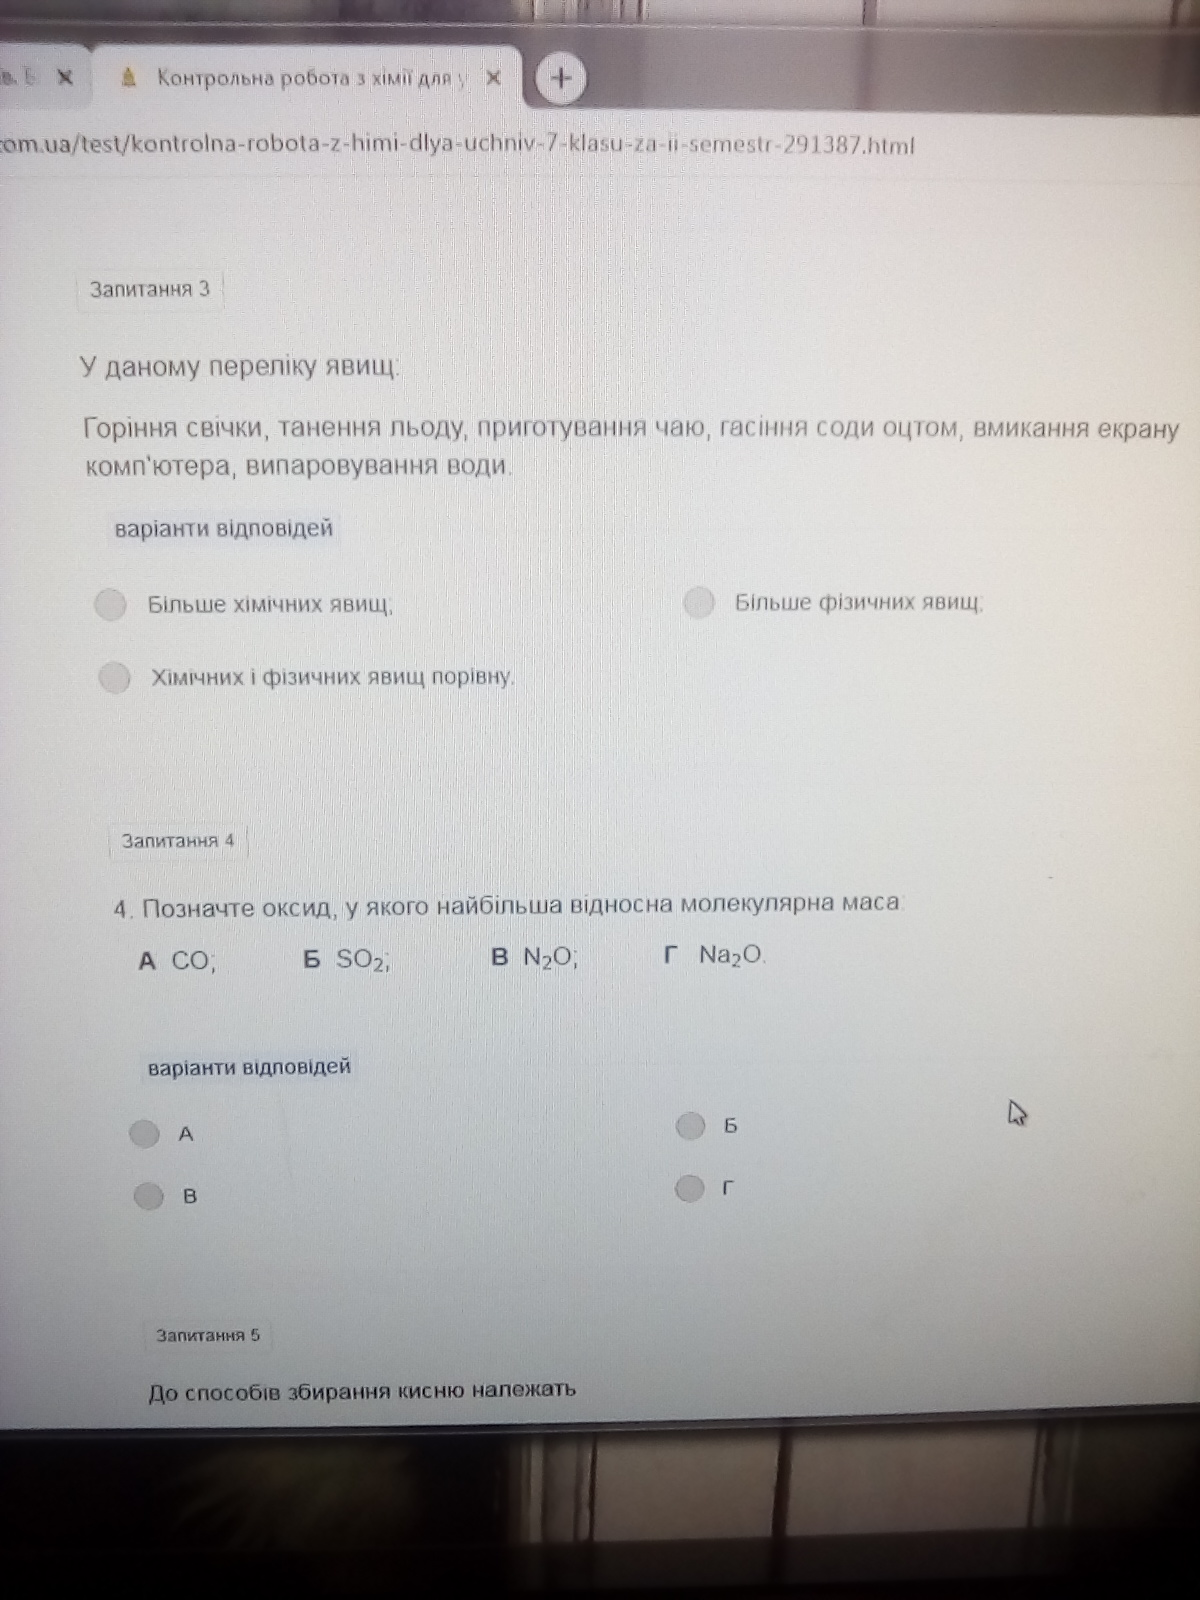 в. Б
Контрольна робота з хімії для у
com.ua/test/kontrolna-robota-z-himi-dlya-uchniv-7-klasu-za-ii-semestr-291387.html
Запитання 3
У даному переліку явищ:
Горіння свічки, танення льоду, приготування чаю, гасіння соди оцтом, вмикання екрану
комп'ютера, випаровування води.
варіанти відповідей
Більше хімічних явищ; Більше фізичних явищ;
Хімічних і фізичних явищ порівну.
Запитання 4
4. Позначте оксид, у якого найбільша відносна молекулярна маса:
А CO; Б SO₂; В N₂O; Г Na₂O.
варіанти відповідей
А Б
В Г
Запитання 5
До способів збирання кисню належать